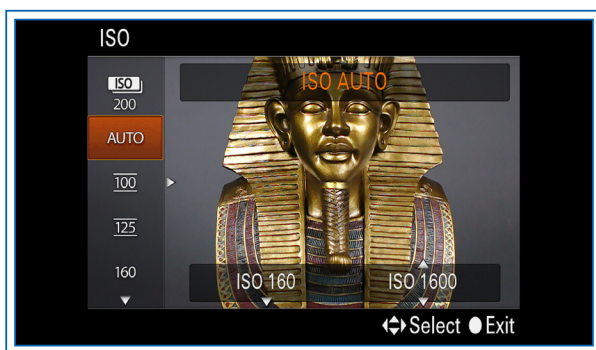 ISO
ISO
200
ISO AUTO
AUTO
100
125
160
ISO 160 ISO 1600
Select Exit